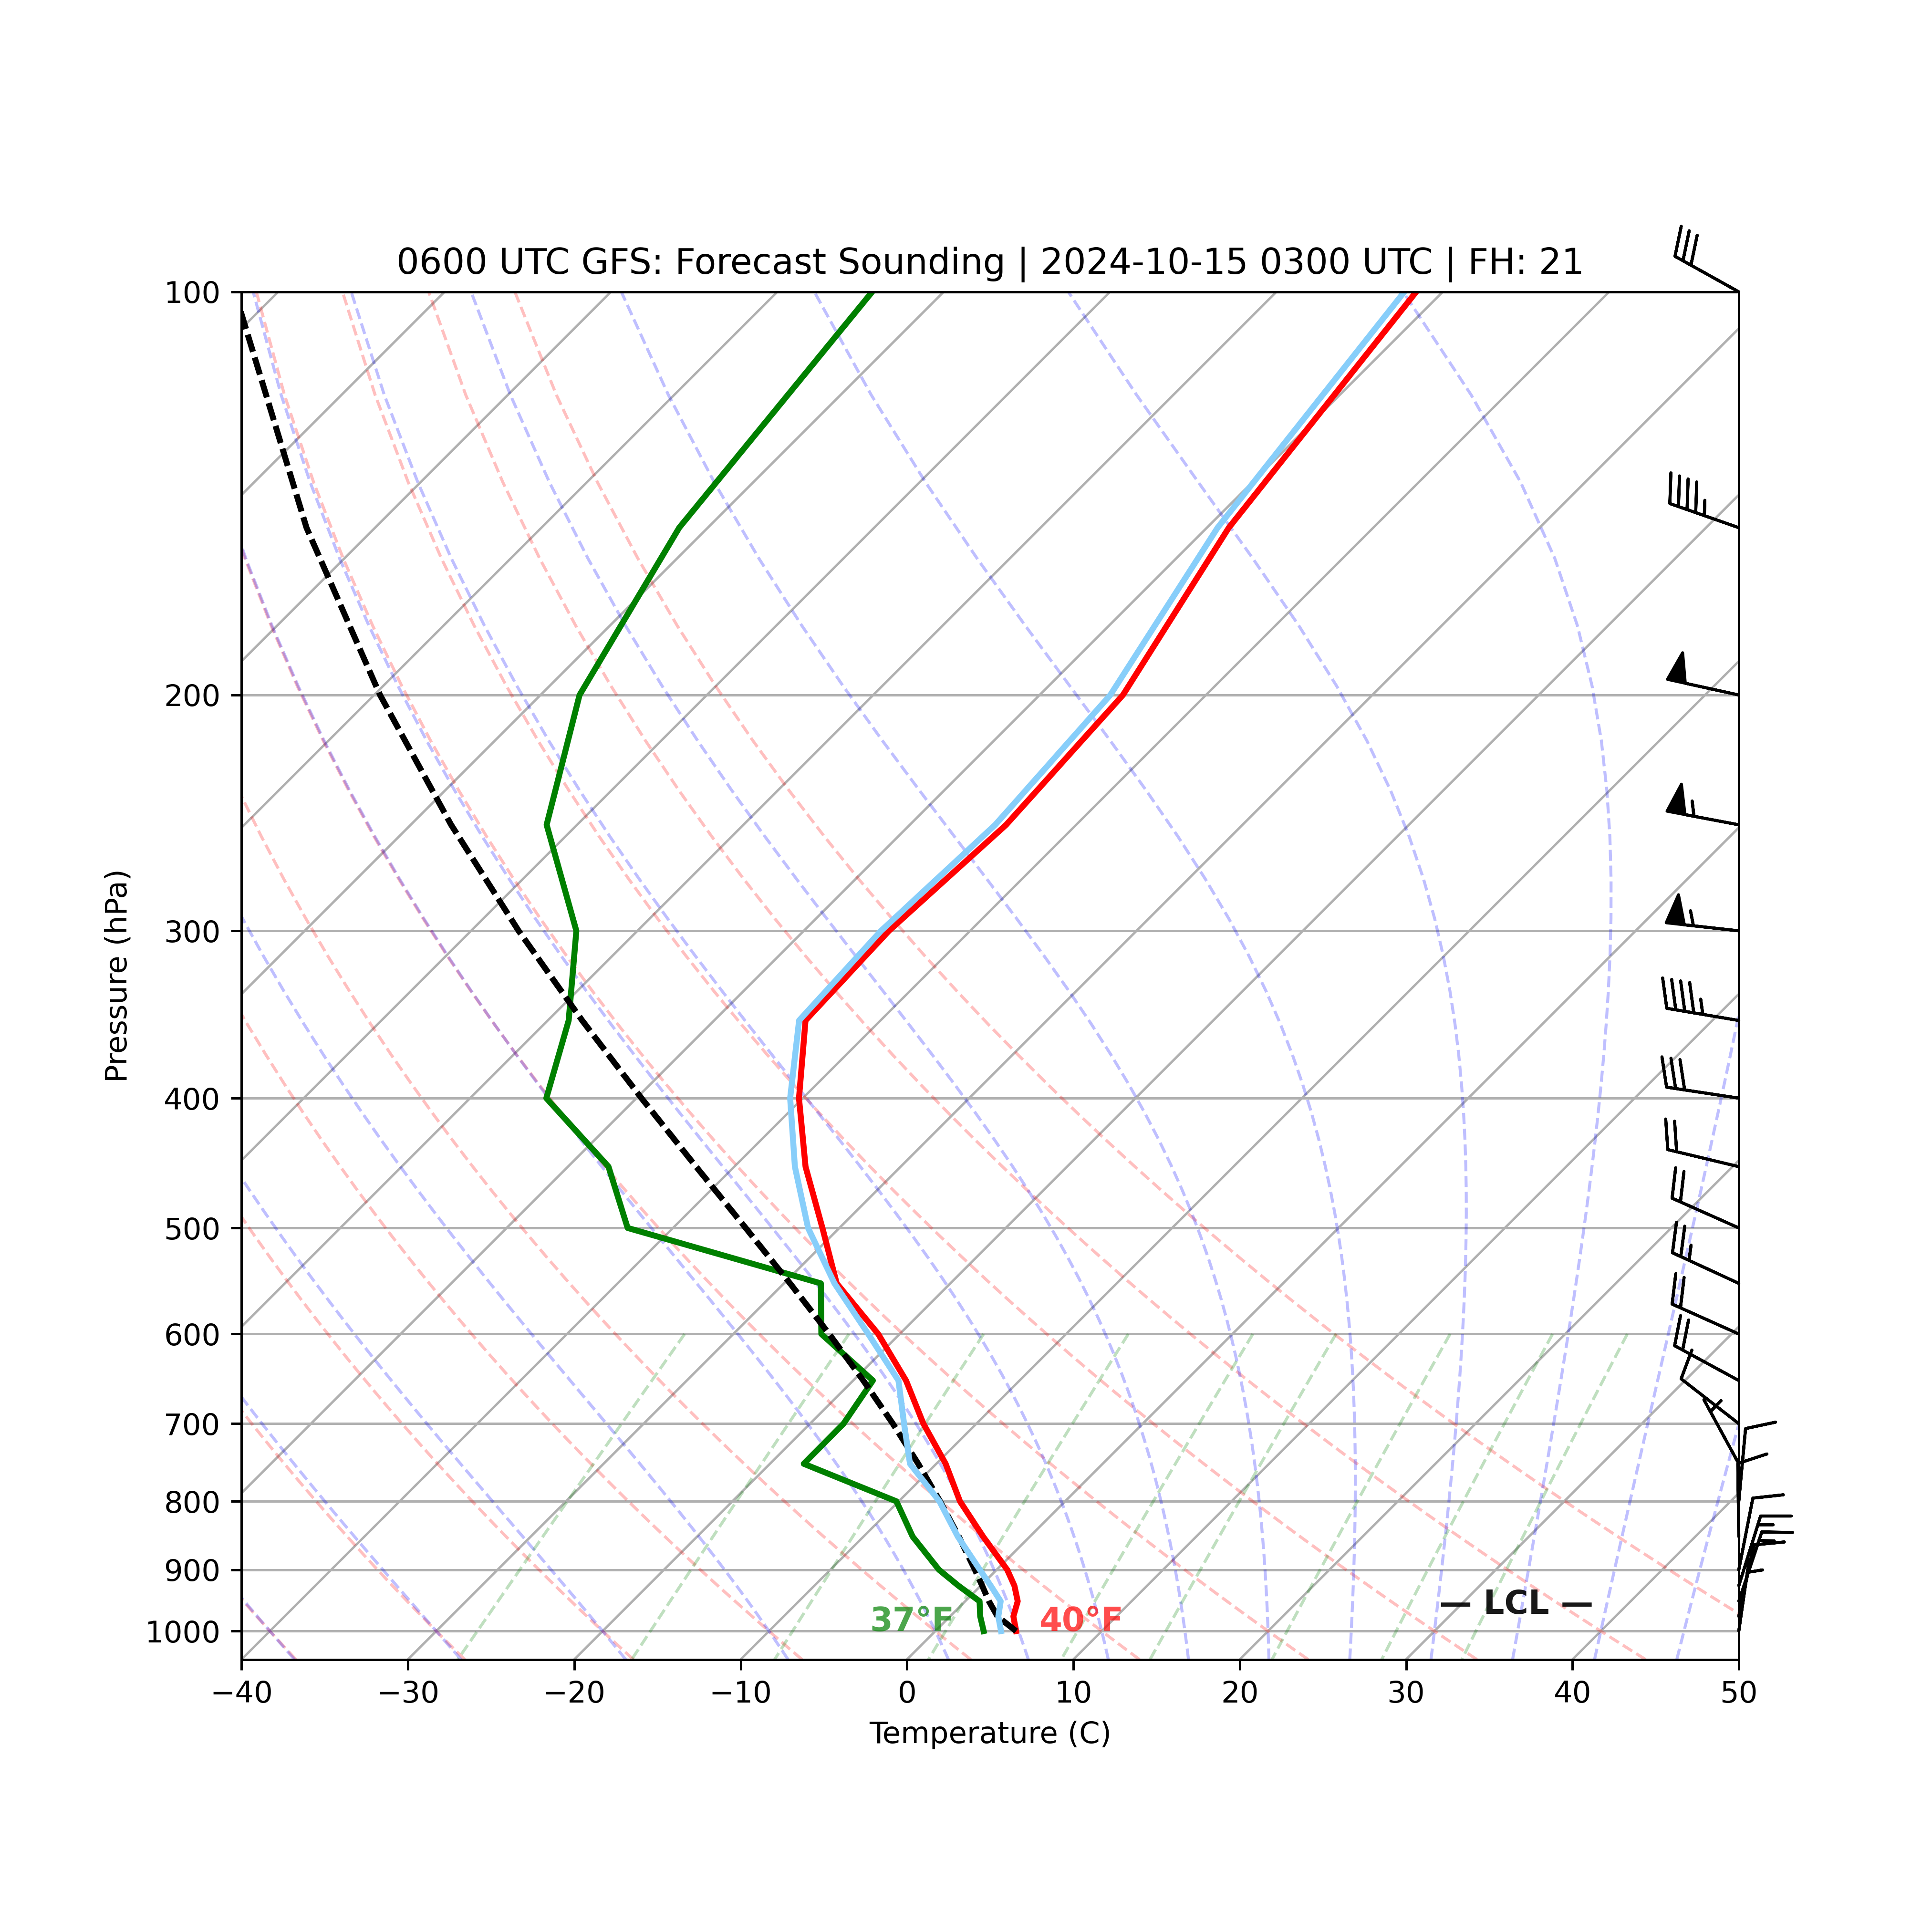 0600 UTC GFS: Forecast Sounding | 2024-10-15 0300 UTC | FH: 21
100
200
300
400
500
600
700
800
900
1000
Pressure (hPa)
37°F
40°F
— LCL —
−40 −30 −20 −10 0 10 20 30 40 50
Temperature (C)